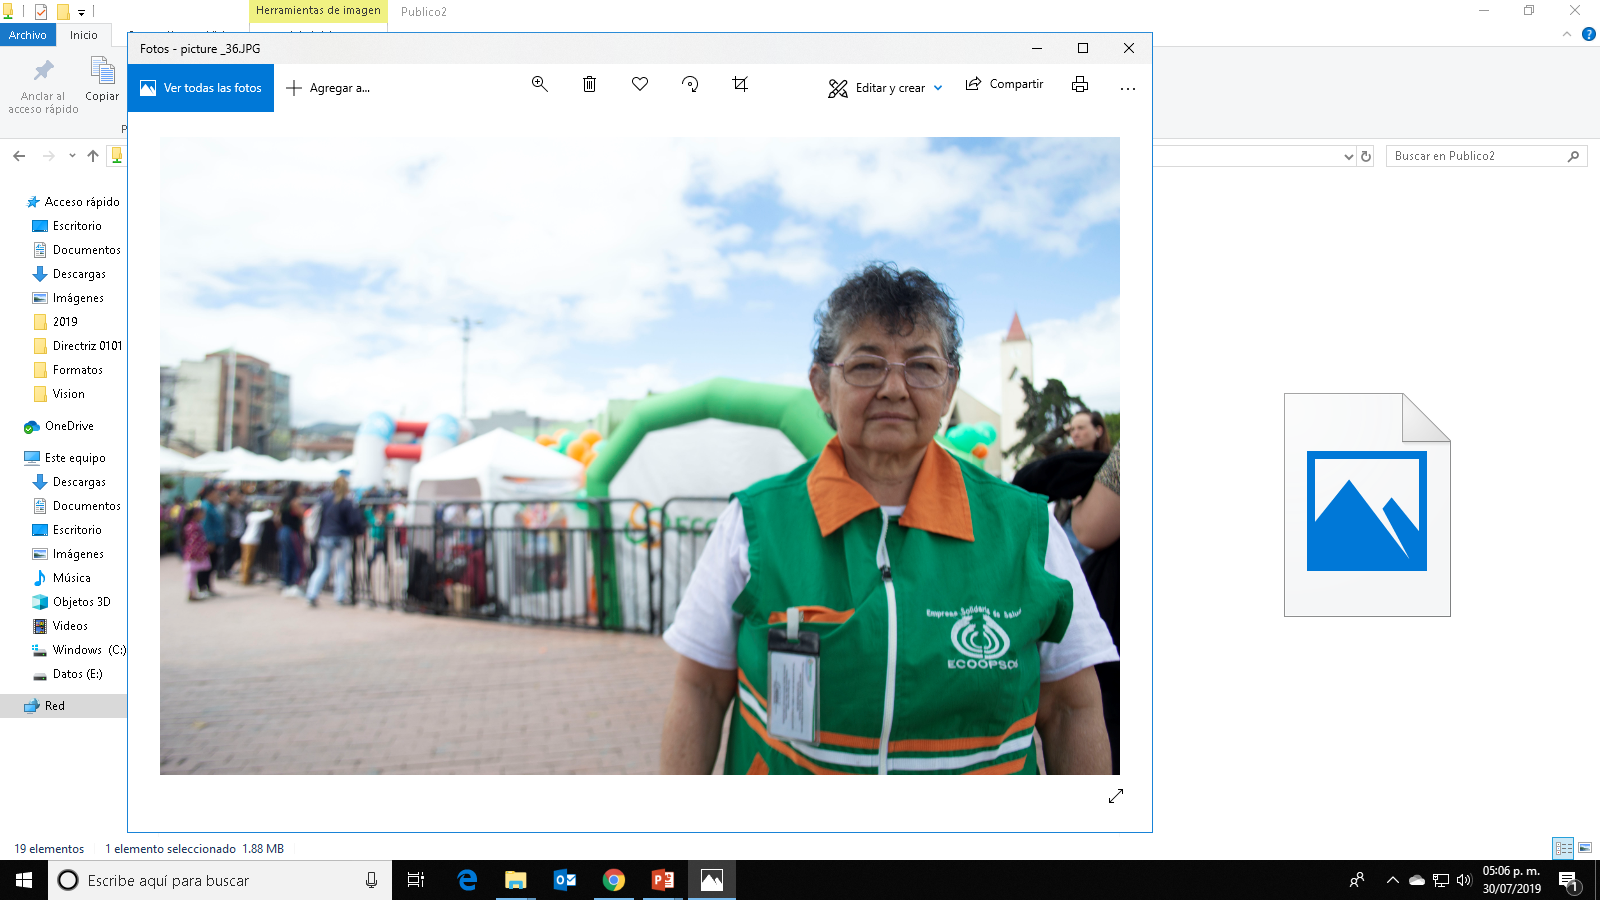 Herramientas de imagen
Publico2
Archivo
Inicio
Fotos - picture _36.JPG
Anclar al
acceso rápido
Copiar
Ver todas las fotos
Agregar a...
Editar y crear
Compartir
Buscar en Publico2
Acceso rápido
Escritorio
Documentos
Descargas
Imágenes
2019
Directriz 0101
Formatos
Vision
OneDrive
Este equipo
Descargas
Documentos
Escritorio
Imágenes
Música
Objetos 3D
Videos
Windows (C:)
Datos (E:)
Red
Empresa Solidaria de Salud
19 elementos
1 elemento seleccionado 1.88 MB
Escribe aquí para buscar
05:06 p. m.
30/07/2019
1